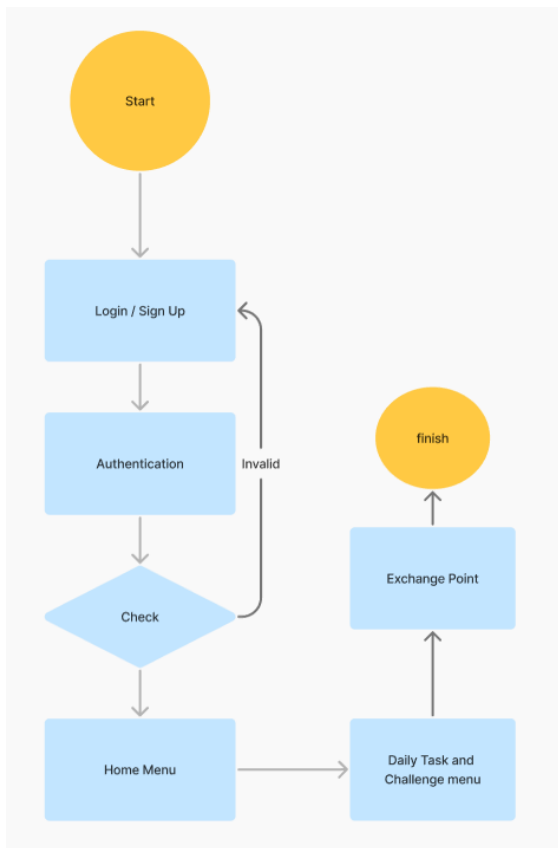 Start
Login / Sign Up
Authentication
Invalid
Check
Home Menu
Daily Task and
Challenge menu
Exchange Point
finish